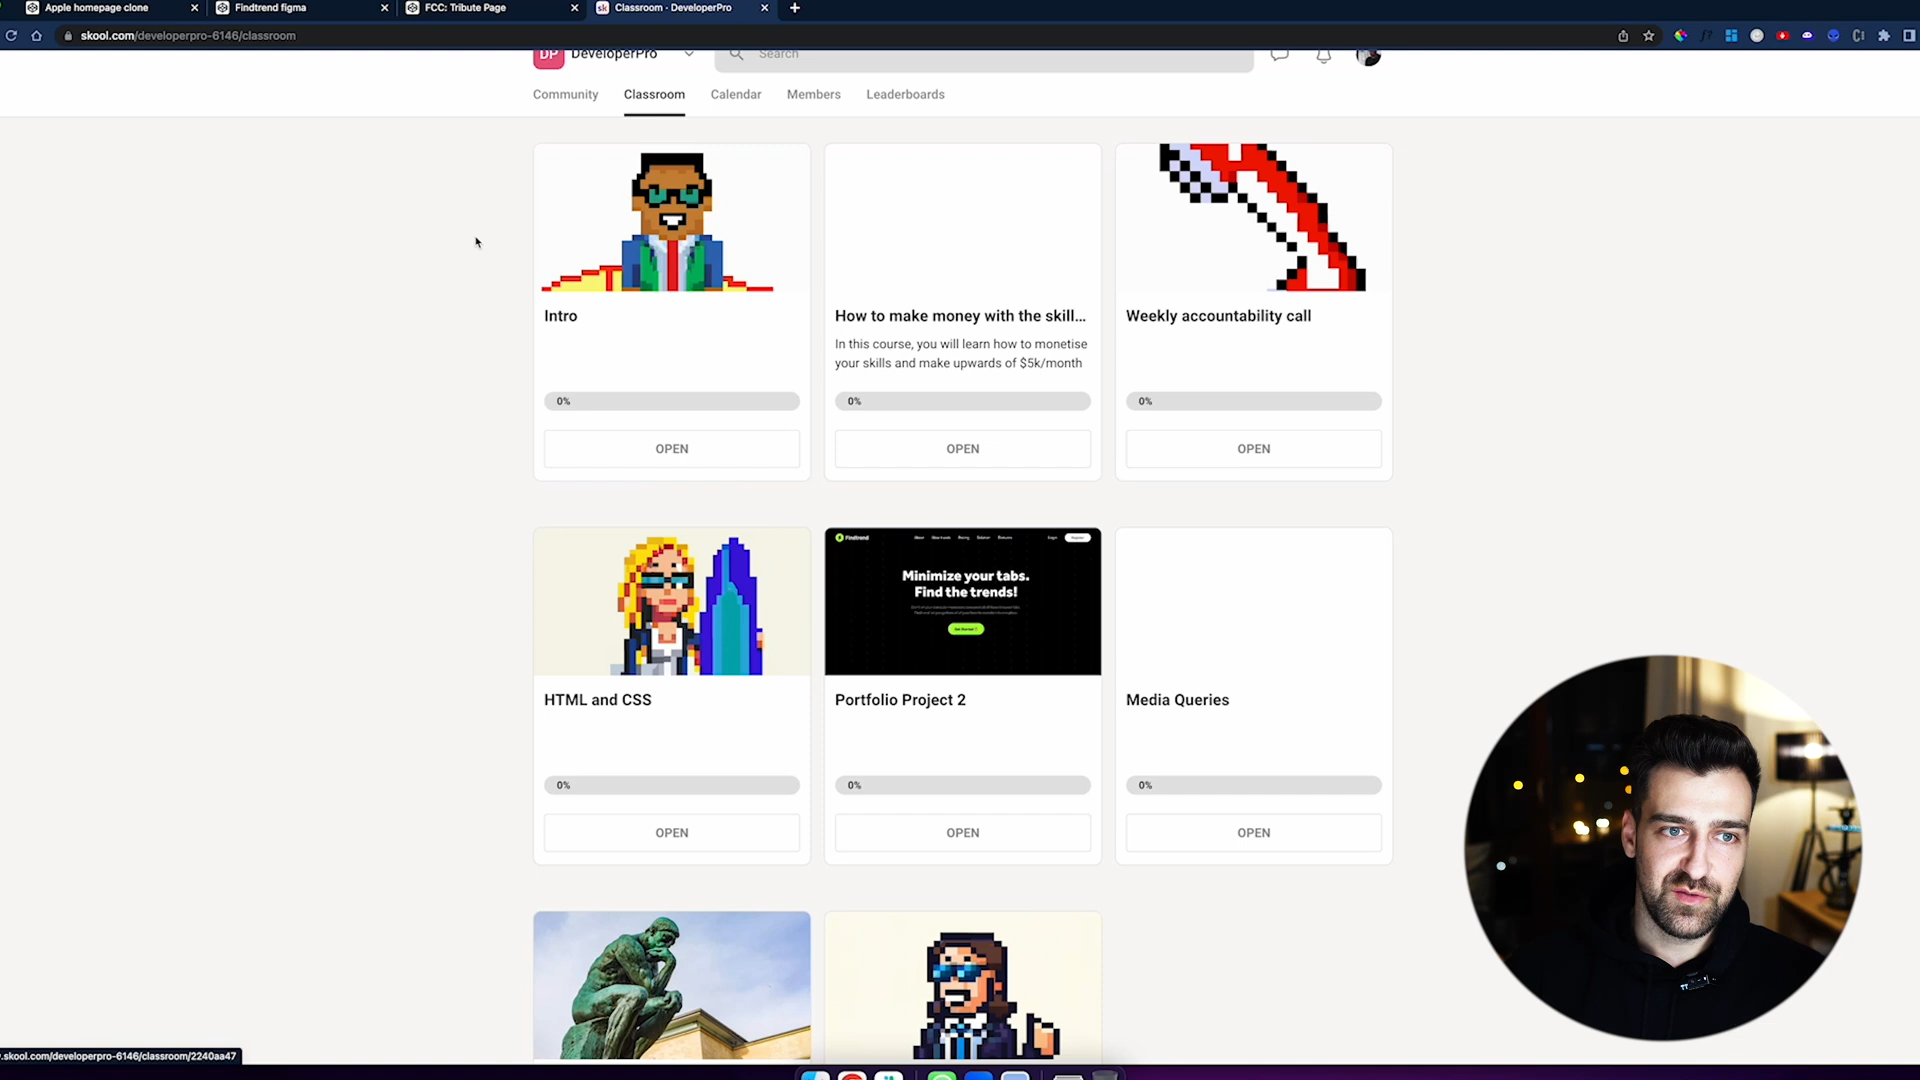 Apple homepage clone
Findtrend figma
FCC: Tribute Page
sk Classroom · DeveloperPro
skool.com/developerpro-6146/classroom
DP DeveloperPro
Search
Community Classroom Calendar Members Leaderboards
Intro
0%
OPEN
How to make money with the skill...
In this course, you will learn how to monetise
your skills and make upwards of $5k/month
0%
OPEN
Weekly accountability call
0%
OPEN
HTML and CSS
0%
OPEN
Findtrend
Minimize your tabs.
Find the trends!
Portfolio Project 2
0%
OPEN
Media Queries
0%
OPEN
.skool.com/developerpro-6146/classroom/2240aa47